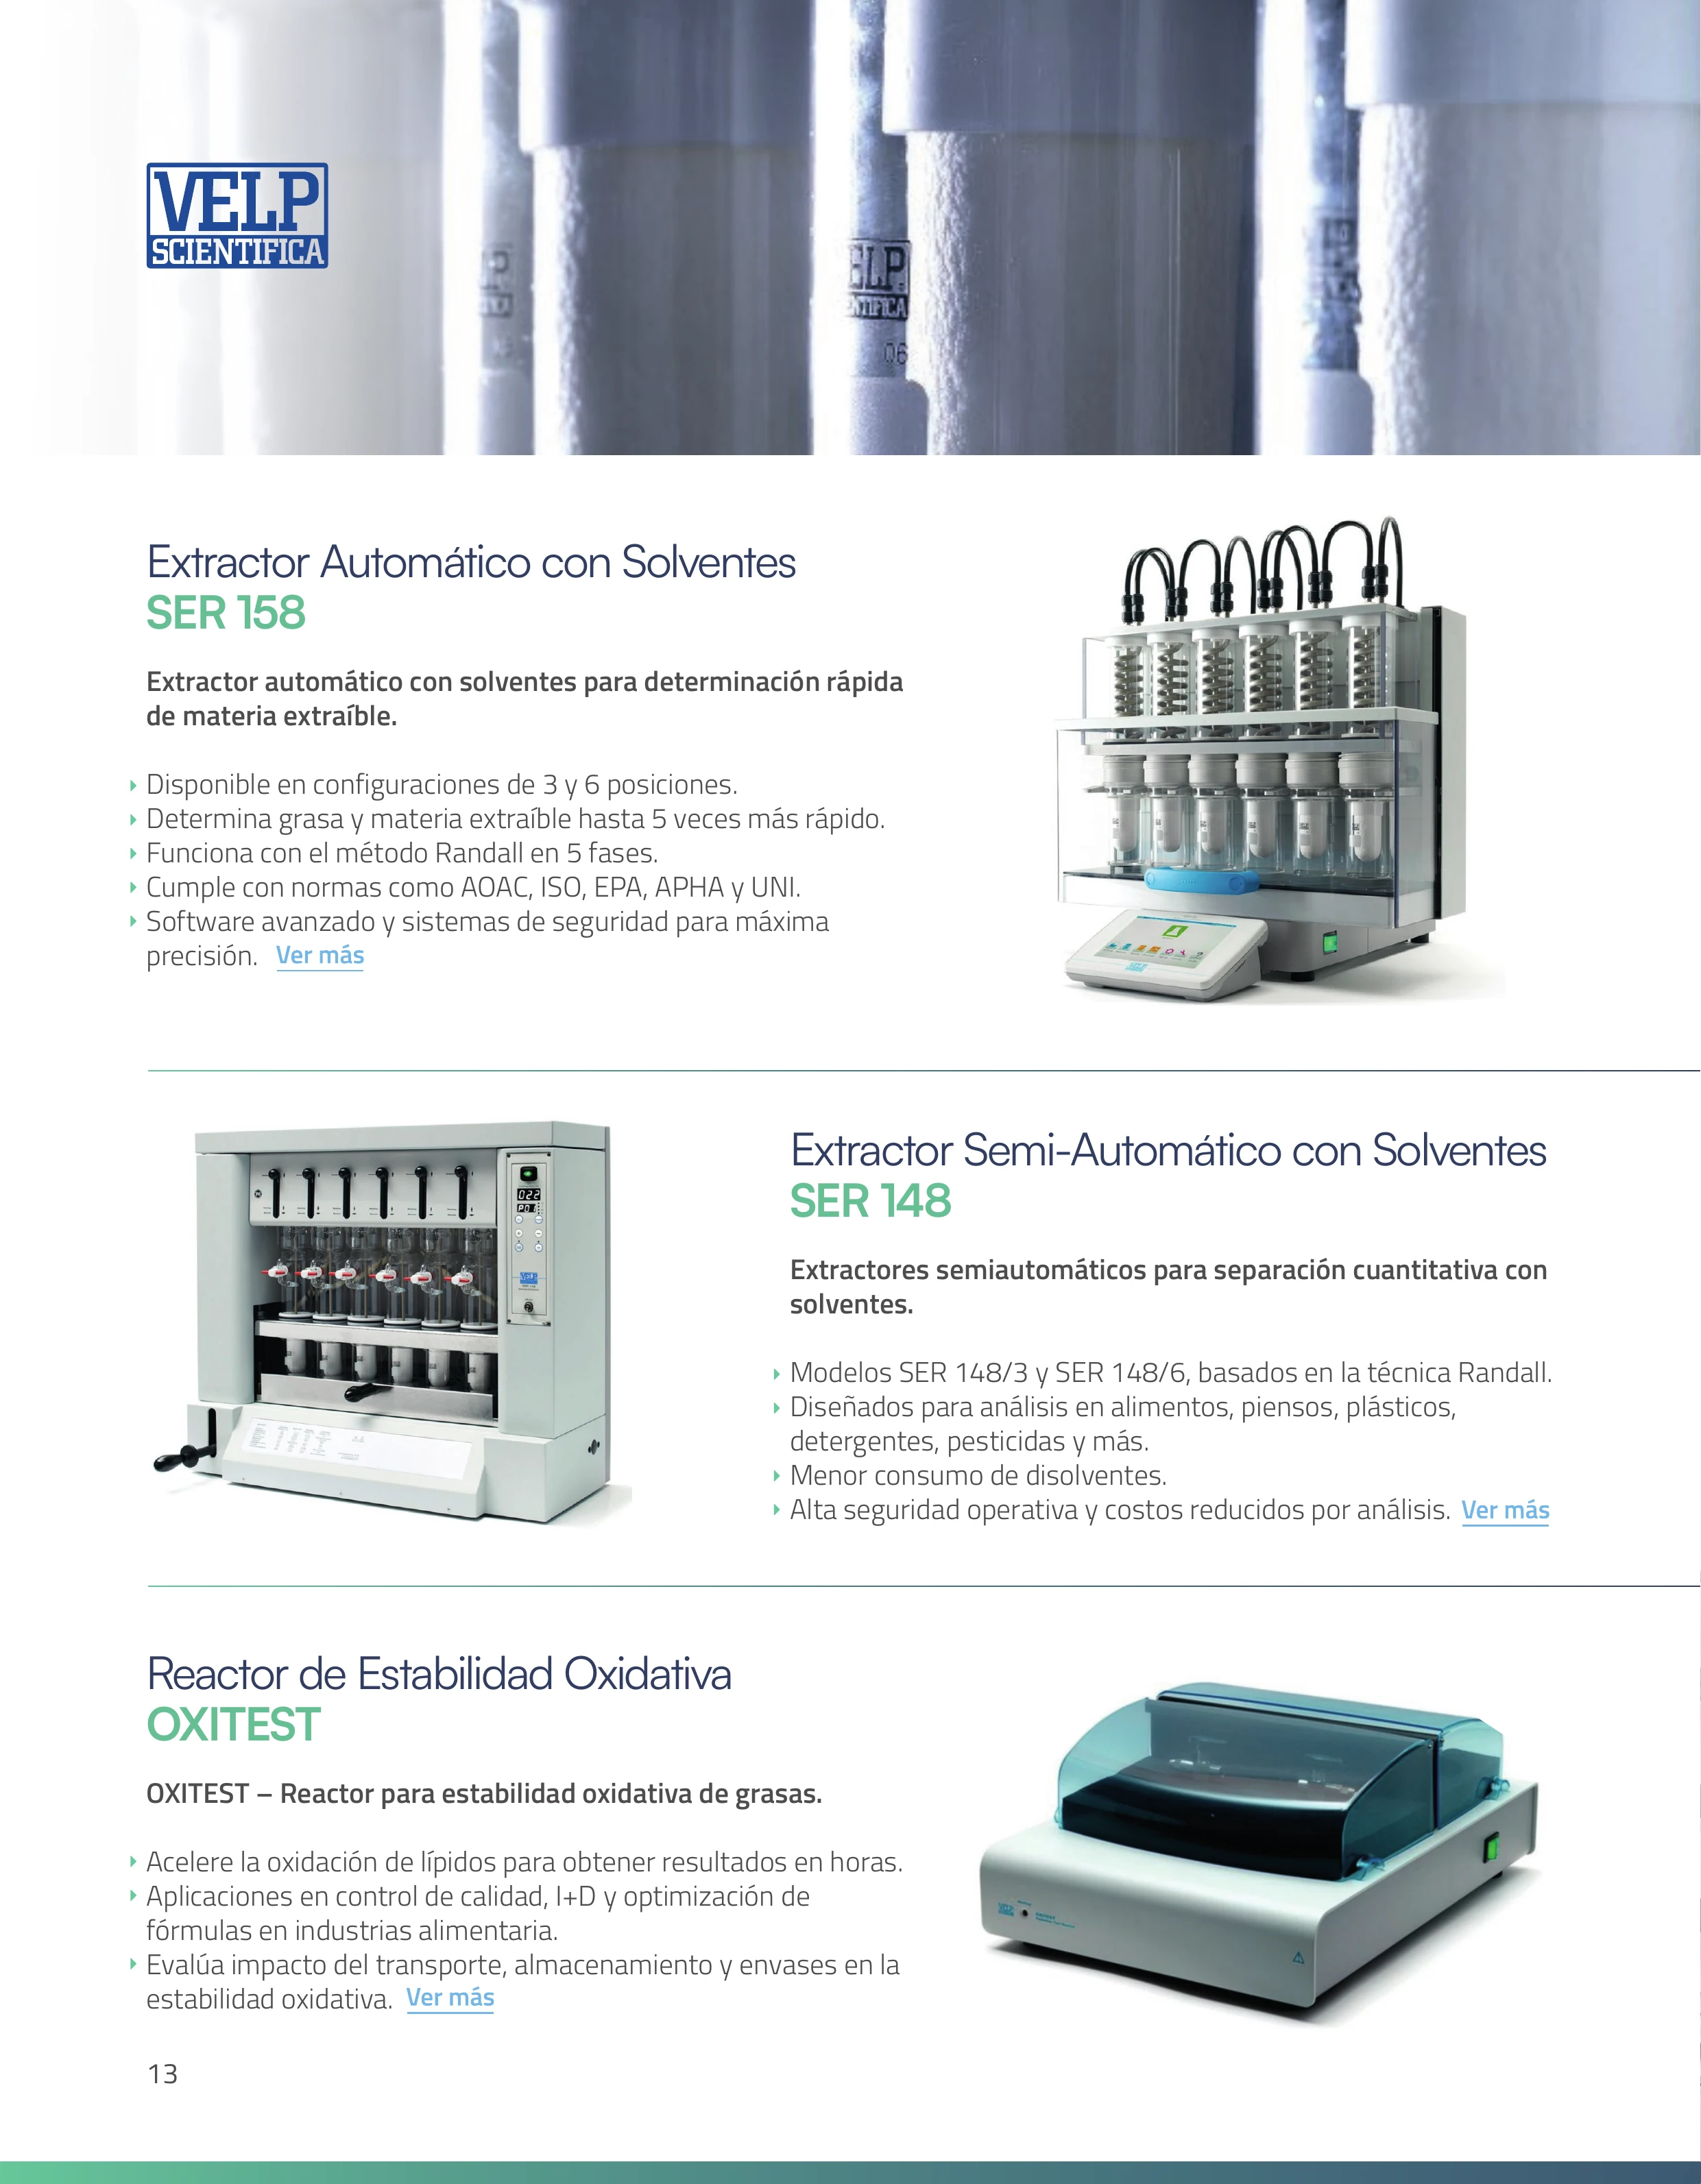 VELP
SCIENTIFICA
ELP
NTIFICA
06
Extractor Automático con Solventes
SER 158
Extractor automático con solventes para determinación rápida
de materia extraíble.
Disponible en configuraciones de 3 y 6 posiciones.
Determina grasa y materia extraíble hasta 5 veces más rápido.
Funciona con el método Randall en 5 fases.
Cumple con normas como AOAC, ISO, EPA, APHA y UNI.
Software avanzado y sistemas de seguridad para máxima
precisión. Ver más
022
P01
VELP
Extractor Semi-Automático con Solventes
SER 148
Extractores semiautomáticos para separación cuantitativa con
solventes.
Modelos SER 148/3 y SER 148/6, basados en la técnica Randall.
Diseñados para análisis en alimentos, piensos, plásticos,
detergentes, pesticidas y más.
Menor consumo de disolventes.
Alta seguridad operativa y costos reducidos por análisis. Ver más
Reactor de Estabilidad Oxidativa
OXITEST
OXITEST – Reactor para estabilidad oxidativa de grasas.
Acelere la oxidación de lípidos para obtener resultados en horas.
Aplicaciones en control de calidad, I+D y optimización de
fórmulas en industrias alimentaria.
Evalúa impacto del transporte, almacenamiento y envases en la
estabilidad oxidativa. Ver más
VELP
13